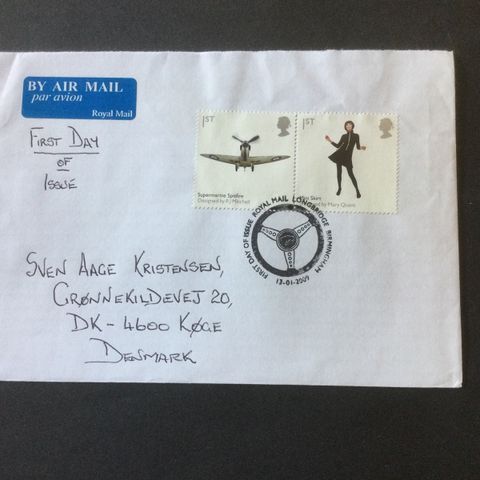 BY AIR MAIL
par avion
Royal Mail
FIRST DAY
OF
ISSUE
1ST
Supermarine Spitfire
Designed by RJ Mitchell
1ST
Skirt
by Mary Quant
FIRST DAY OF ISSUE ROYAL MAIL LONGBRIDGE BIRMINGHAM
13-01-2009
SVEN AAGE KRISTENSEN,
GRØNNEKILDEVEJ 20,
DK - 4600 KØGE
DENMARK